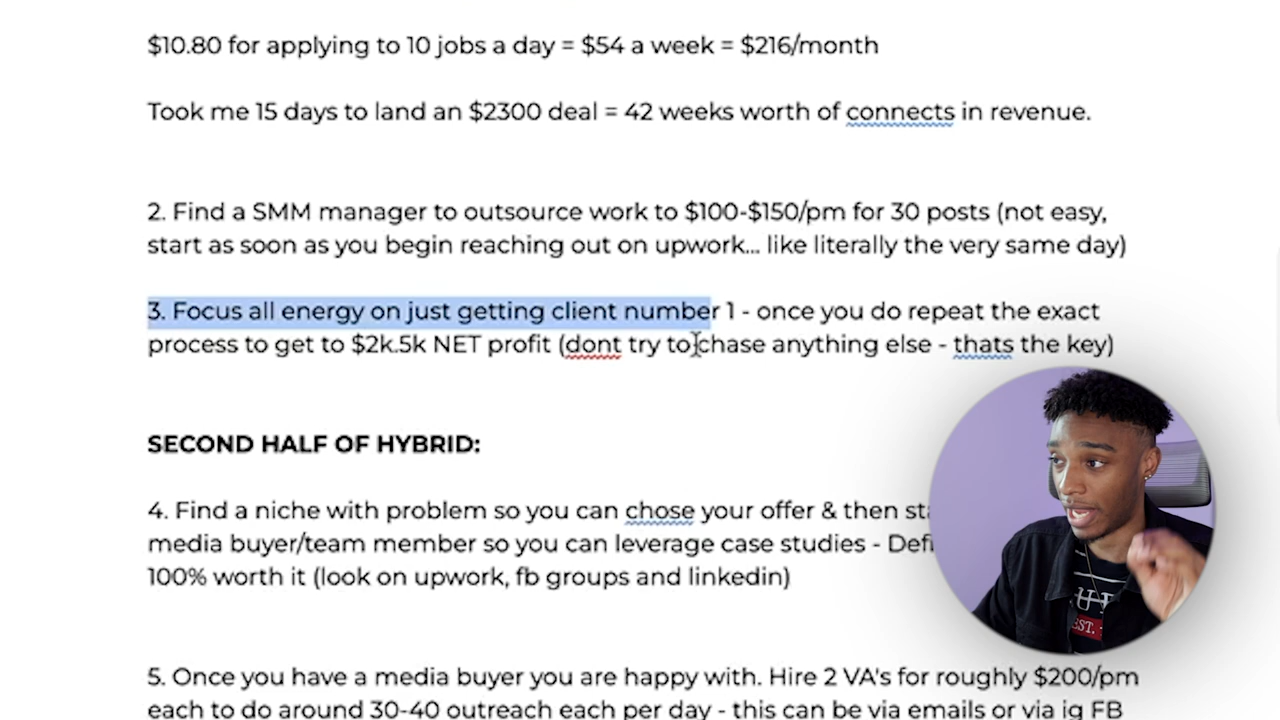 $10.80 for applying to 10 jobs a day = $54 a week = $216/month
Took me 15 days to land an $2300 deal = 42 weeks worth of connects in revenue.
2. Find a SMM manager to outsource work to $100-$150/pm for 30 posts (not easy,
start as soon as you begin reaching out on upwork... like literally the very same day)
3. Focus all energy on just getting client number 1 - once you do repeat the exact
process to get to $2k.5k NET profit (dont try to chase anything else - thats the key)
SECOND HALF OF HYBRID:
4. Find a niche with problem so you can chose your offer & then
media buyer/team member so you can leverage case studies -
100% worth it (look on upwork, fb groups and linkedin)
5. Once you have a media buyer you are happy with. Hire 2 VA's for roughly $200/pm
each to do around 30-40 outreach each per day - this can be via emails or via ig FB
EST.